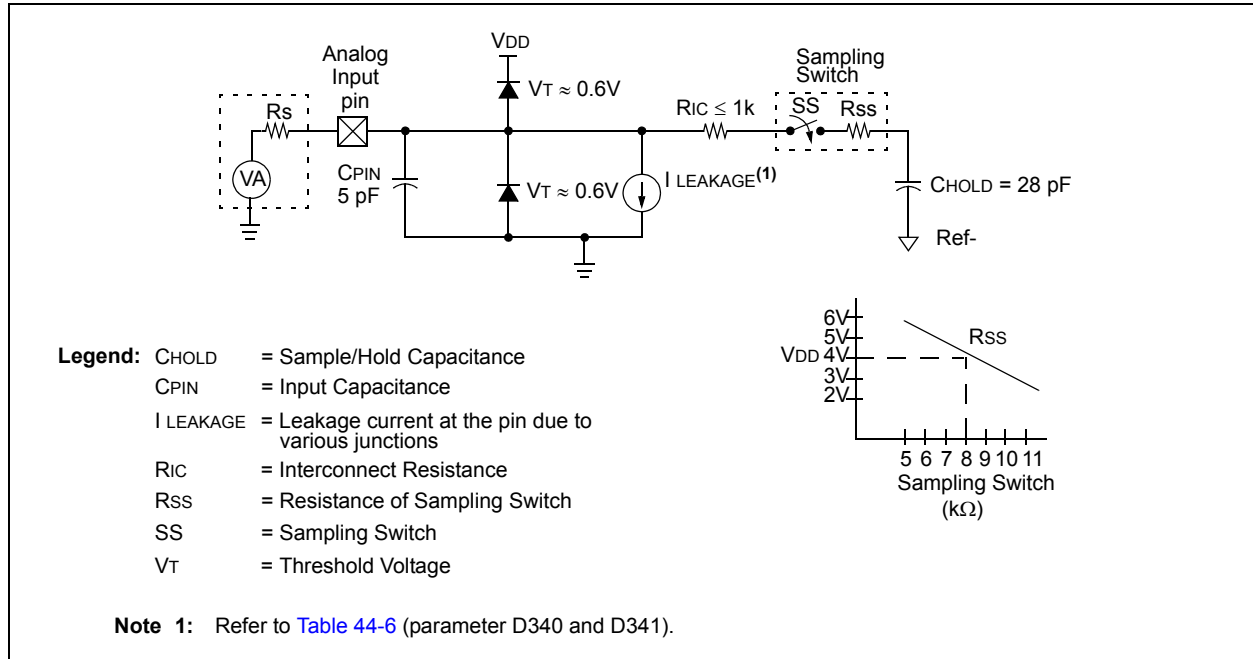 VDD
Analog
Input
pin
Sampling
Switch
VT ≈ 0.6V
RS
RIC ≤ 1k
SS
RSS
VA
CPIN
5 pF
VT ≈ 0.6V
I LEAKAGE(1)
CHOLD = 28 pF
Ref-
6V
5V
VDD 4V
3V
2V
RSS
5 6 7 8 9 10 11
Sampling Switch
(kΩ)
Legend: CHOLD = Sample/Hold Capacitance
CPIN = Input Capacitance
I LEAKAGE = Leakage current at the pin due to
various junctions
RIC = Interconnect Resistance
RSS = Resistance of Sampling Switch
SS = Sampling Switch
VT = Threshold Voltage
Note 1: Refer to Table 44-6 (parameter D340 and D341).